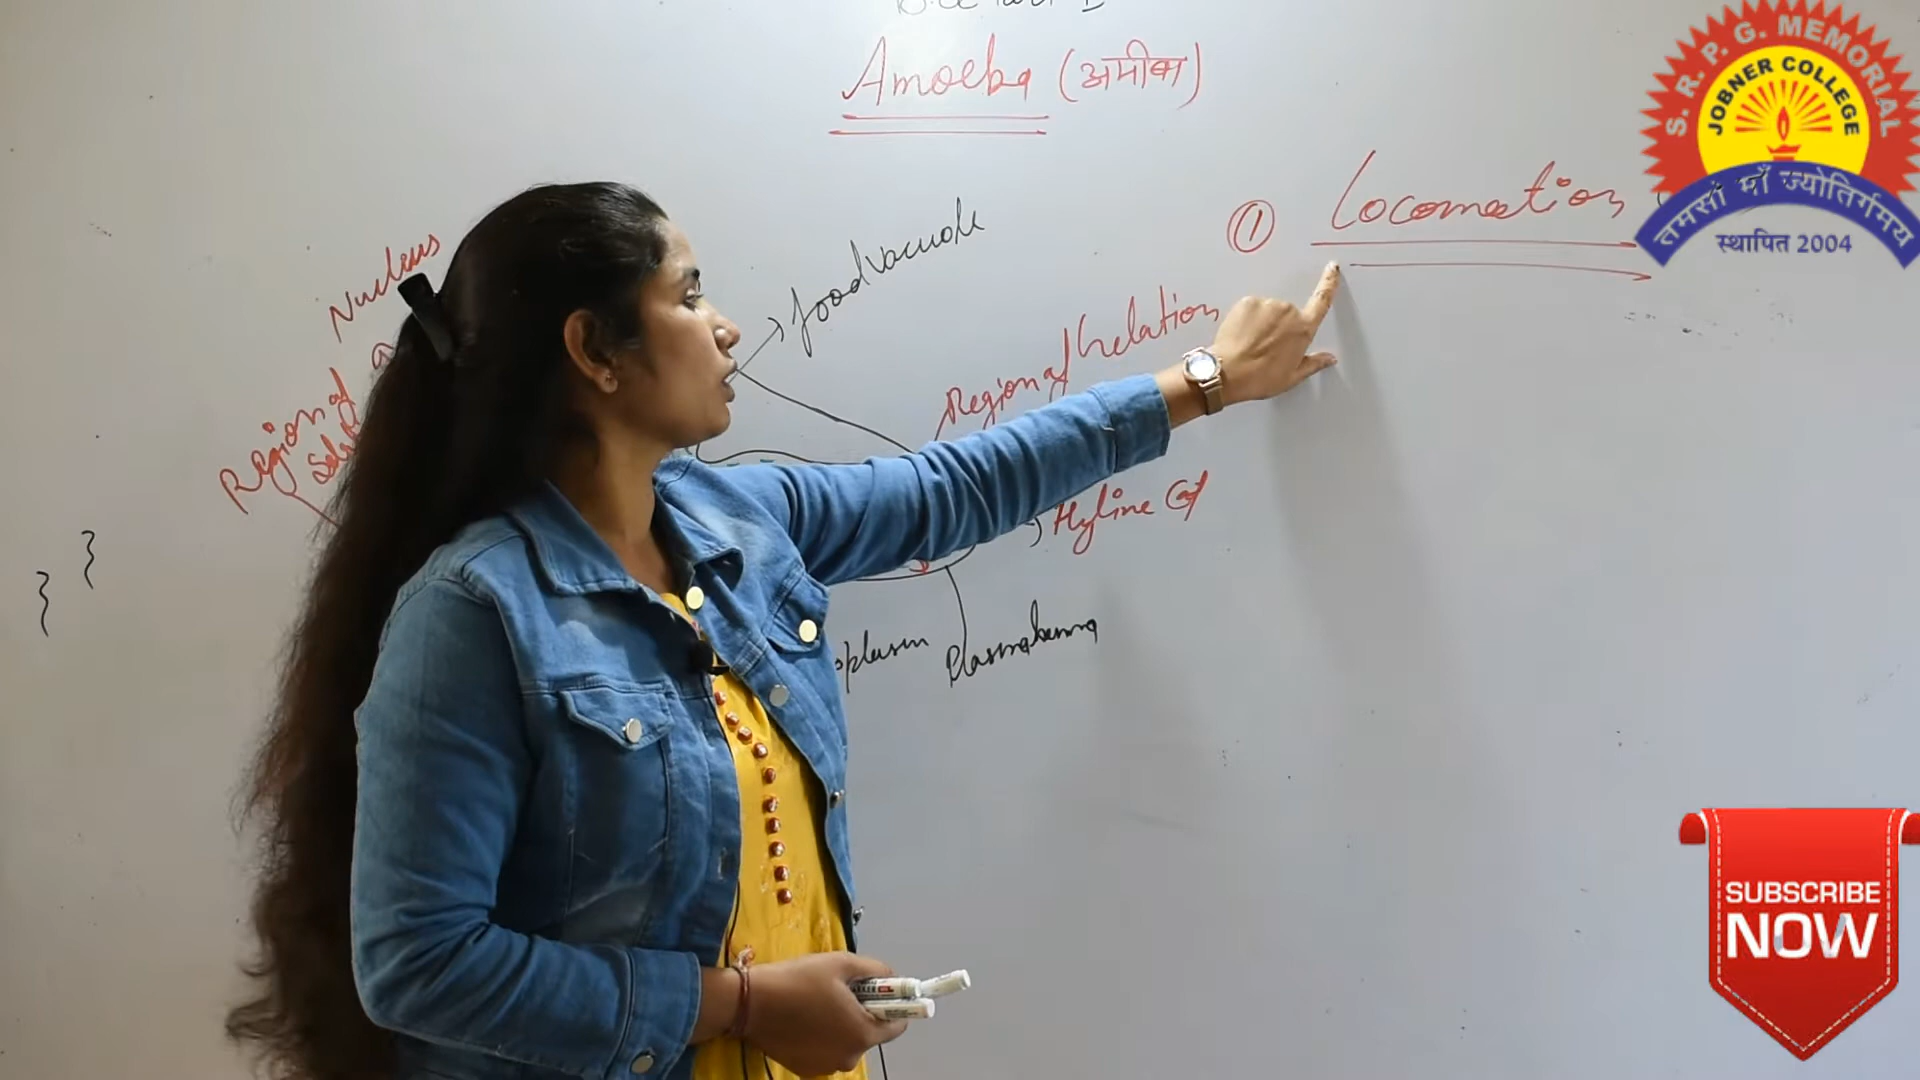 Amoeba (अमीबा)
① Locomotion
Nucleus
food vacuole
Region of Gelation
Region of
Hyline Cap
Plasmalemma
S. R. P. G. MEMORIAL
JOBNER COLLEGE
तमसो माँ ज्योतिर्गमय
स्थापित 2004
SUBSCRIBE
NOW